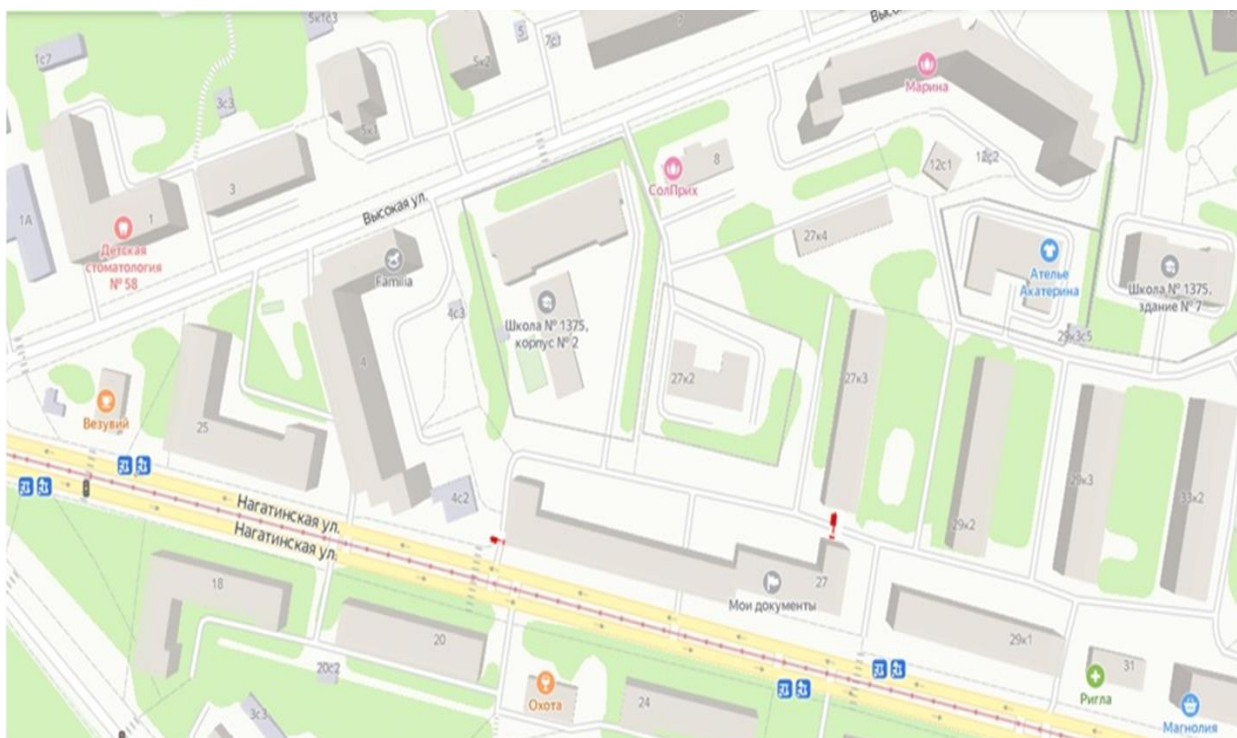 5к1с3
5
7с1
7
Высо
1с7
5к2
Марина
3с3
5к1
8
12с1
12с2
СолПрих
1А
1
3
Высокая ул.
27к4
Детская
стоматология
№ 58
Familia
Ателье
Акатерина
Школа № 1375,
здание № 7
4с3
Школа № 1375,
корпус № 2
29к3с5
4
27к2
27к3
Везувий
25
4с2
29к3
33к2
Нагатинская ул.
Нагатинская ул.
29к2
18
27
Мои документы
20
29к1
20с2
31
Охота
24
Ригла
3с3
Магнолия